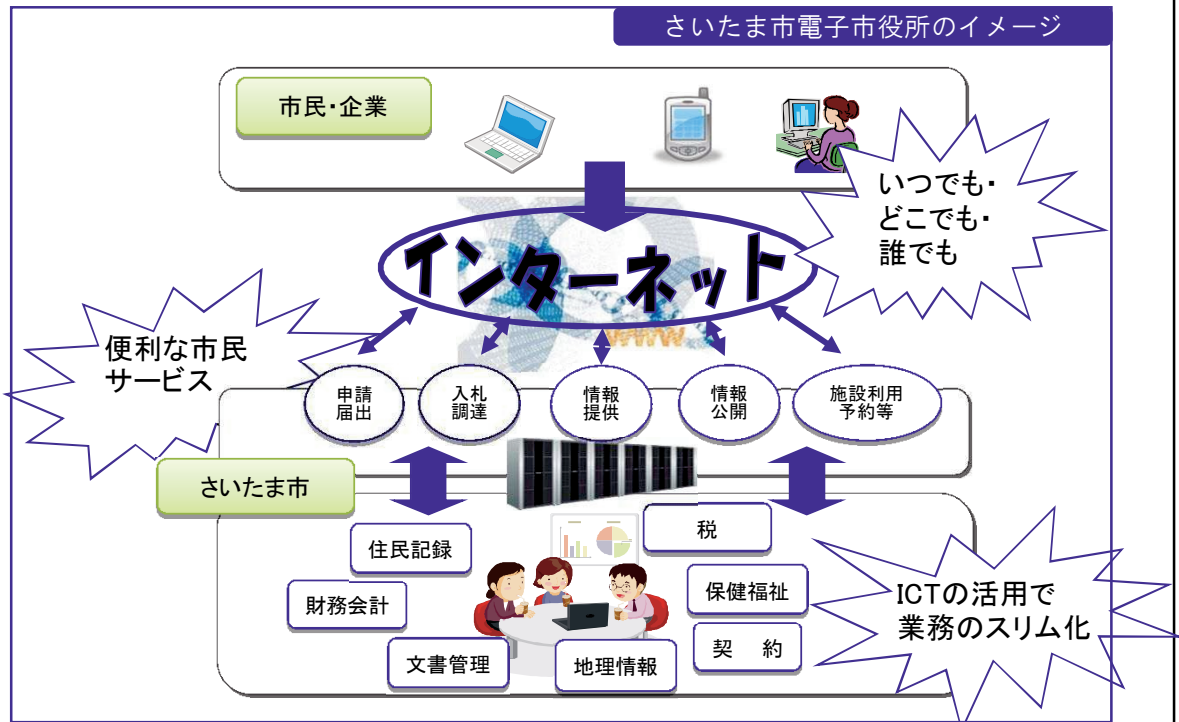 さいたま市電子市役所のイメージ
市民・企業
いつでも・
どこでも・
誰でも
インターネット
www
便利な市民
サービス
申請
届出
入札
調達
情報
提供
情報
公開
施設利用
予約等
さいたま市
住民記録
税
財務会計
保健福祉
文書管理
地理情報
契　約
ICTの活用で
業務のスリム化